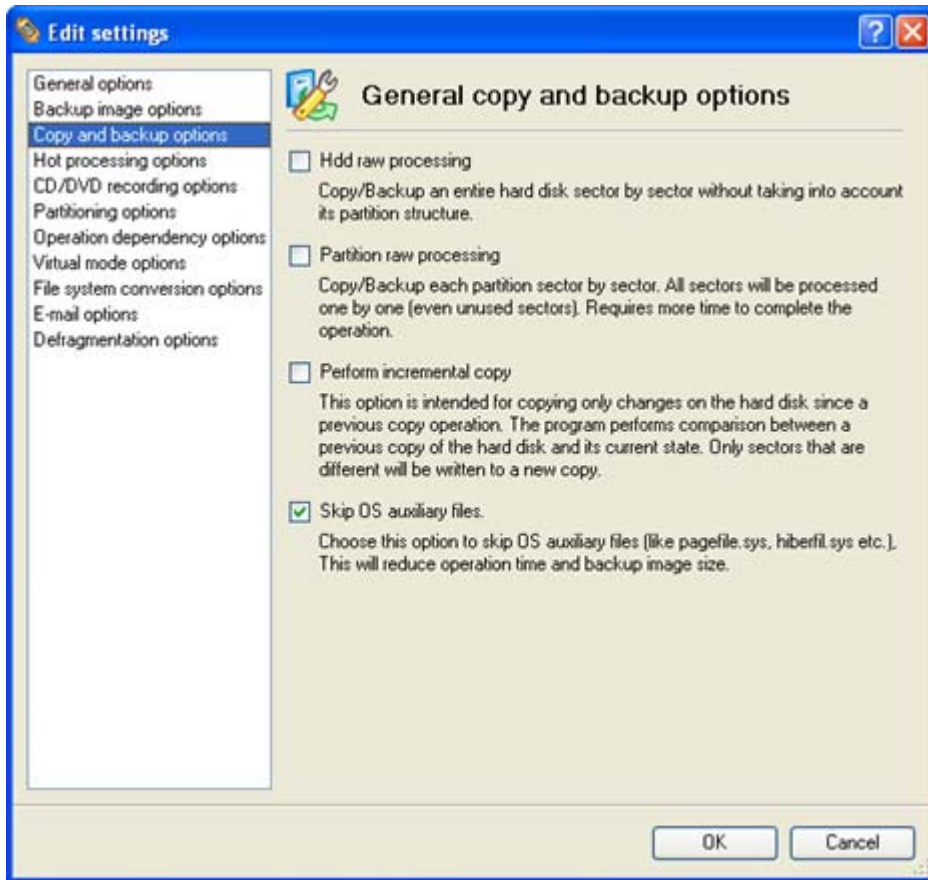 Edit settings
General options
Backup image options
Copy and backup options
Hot processing options
CD/DVD recording options
Partitioning options
Operation dependency options
Virtual mode options
File system conversion options
E-mail options
Defragmentation options
General copy and backup options
Hdd raw processing
Copy/Backup an entire hard disk sector by sector without taking into account
its partition structure.
Partition raw processing
Copy/Backup each partition sector by sector. All sectors will be processed
one by one (even unused sectors). Requires more time to complete the
operation.
Perform incremental copy
This option is intended for copying only changes on the hard disk since a
previous copy operation. The program performs comparison between a
previous copy of the hard disk and its current state. Only sectors that are
different will be written to a new copy.
Skip OS auxiliary files.
Choose this option to skip OS auxiliary files (like pagefile.sys, hiberfil.sys etc.),
This will reduce operation time and backup image size.
OK
Cancel